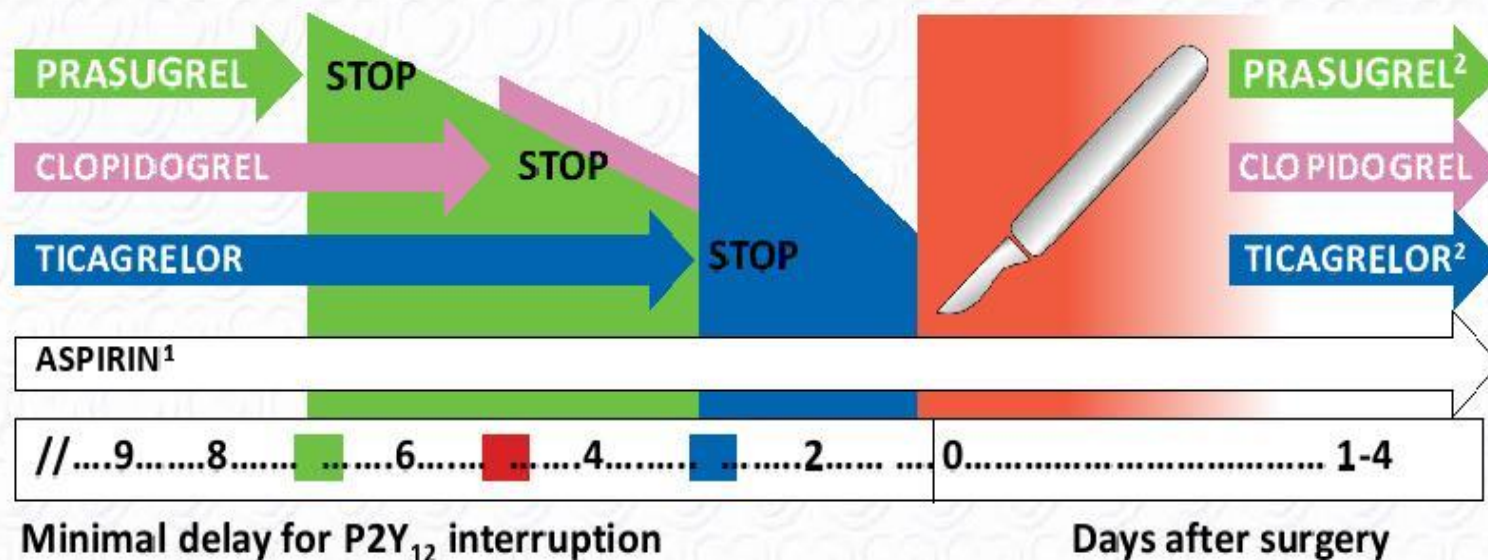 PRASUGREL
STOP
PRASUGREL²
CLOPIDOGREL
STOP
CLOPIDOGREL
TICAGRELOR
STOP
TICAGRELOR²
ASPIRIN¹
//....9.......8....... .......6....... .......4......... ........2...... ....0.................................... 1-4
Minimal delay for P2Y₁₂ interruption
Days after surgery